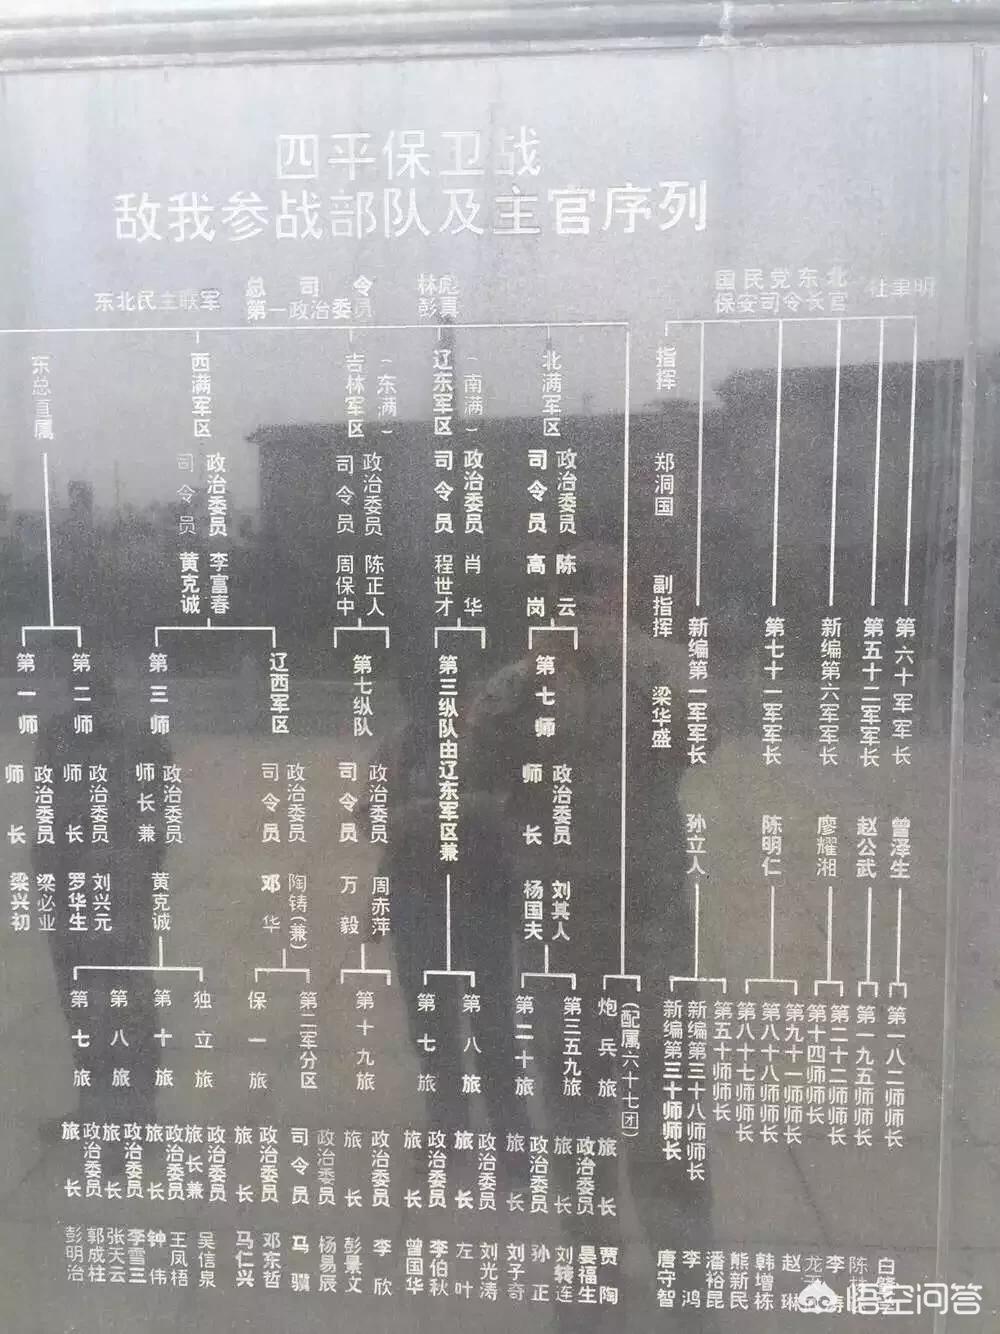 四平保卫战
敌我参战部队及主官序列
东北民主联军
总司令 林彪
第一政治委员 彭真
国民党东北
保安司令长官
杜聿明
东总直属
西满军区
司令员 黄克诚
政治委员 李富春
吉林军区
(东满)
司令员 周保中
政治委员 陈正人
辽东军区
(南满)
司令员 程世才
政治委员 肖华
北满军区
司令员 高岗
政治委员 陈云
指挥 郑洞国
副指挥 梁华盛
新编第一军军长 孙立人
第七十一军军长 陈明仁
新编第六军军长 廖耀湘
第五十二军军长 赵公武
第六十军军长 曾泽生
第一师
师长 梁兴初
政治委员 梁必业
第二师
师长 罗华生
政治委员 刘兴元
第三师
师长兼
政治委员
黄克诚
辽西军区
司令员 邓华
政治委员 陶铸(兼)
第七纵队
司令员 万毅
政治委员 周赤萍
第三纵队由辽东军区兼
第七师
师长 杨国夫
政治委员 刘其人
第七旅
旅长 彭明治
政治委员 郭成柱
第八旅
旅长 张天云
政治委员 李雪三
第十旅
旅长 钟伟
政治委员 王凤梧
独立旅
旅长兼
政治委员
吴信泉
保一旅
旅长 马仁兴
政治委员 邓东哲
第二军分区
司令员 马骥
政治委员 杨易辰
第十九旅
旅长 彭景文
政治委员 李欣
第七旅
旅长 曾国华
政治委员 李伯秋
第八旅
旅长 左叶
政治委员 刘光涛
第二十旅
旅长 刘子奇
政治委员 孙正
第三五九旅
旅长 刘转连
政治委员 晏福生
炮兵旅
(配属六十七团)
旅长 贾陶
新编第三十师师长 唐守智
新编第三十八师师长 李鸿
第五十师师长 潘裕昆
第八十七师师长 熊新民
第八十八师师长 韩增栋
第九十一师师长 赵琳
第十四师师长 龙天
第二十二师师长 李涛
第一九五师师长 陈林
第一八二师师长 白肇学
悟空问答